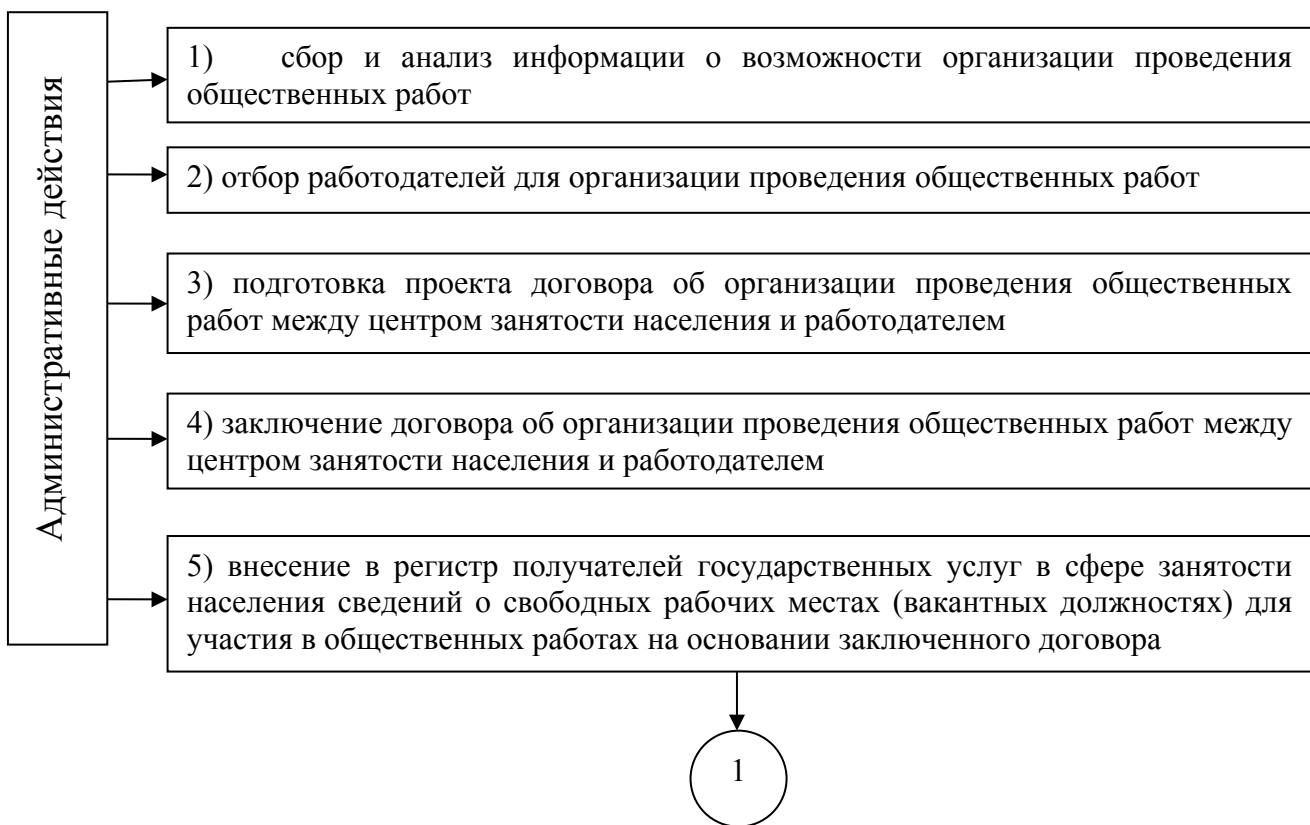 Административные действия
1) сбор и анализ информации о возможности организации проведения
общественных работ
2) отбор работодателей для организации проведения общественных работ
3) подготовка проекта договора об организации проведения общественных
работ между центром занятости населения и работодателем
4) заключение договора об организации проведения общественных работ между
центром занятости населения и работодателем
5) внесение в регистр получателей государственных услуг в сфере занятости
населения сведений о свободных рабочих местах (вакантных должностях) для
участия в общественных работах на основании заключенного договора
1